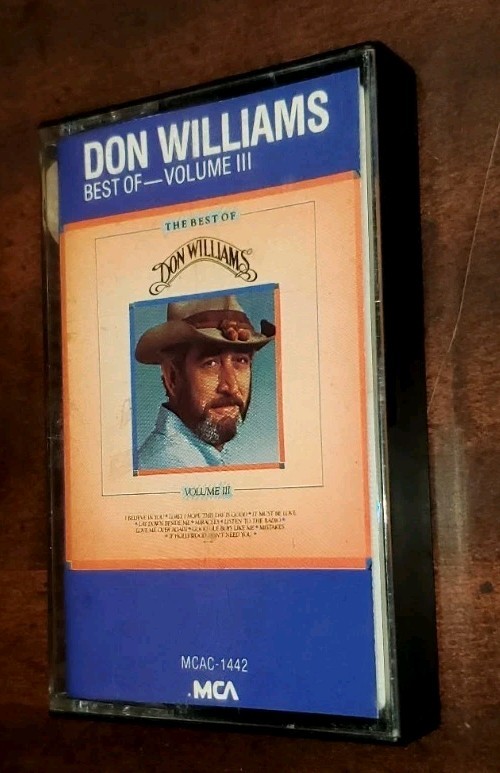 DON WILLIAMS
BEST OF—VOLUME III
THE BEST OF
DON WILLIAMS
VOLUME III
I BELIEVE IN YOU * LORD, I HOPE THIS DAY IS GOOD * IT MUST BE LOVE
* LAY DOWN BESIDE ME * MIRACLES * LISTEN TO THE RADIO *
LOVE ME OVER AGAIN * GOOD OLE BOYS LIKE ME * MISTAKES
* IF HOLLYWOOD DON'T NEED YOU *
MCAC-1442
MCA